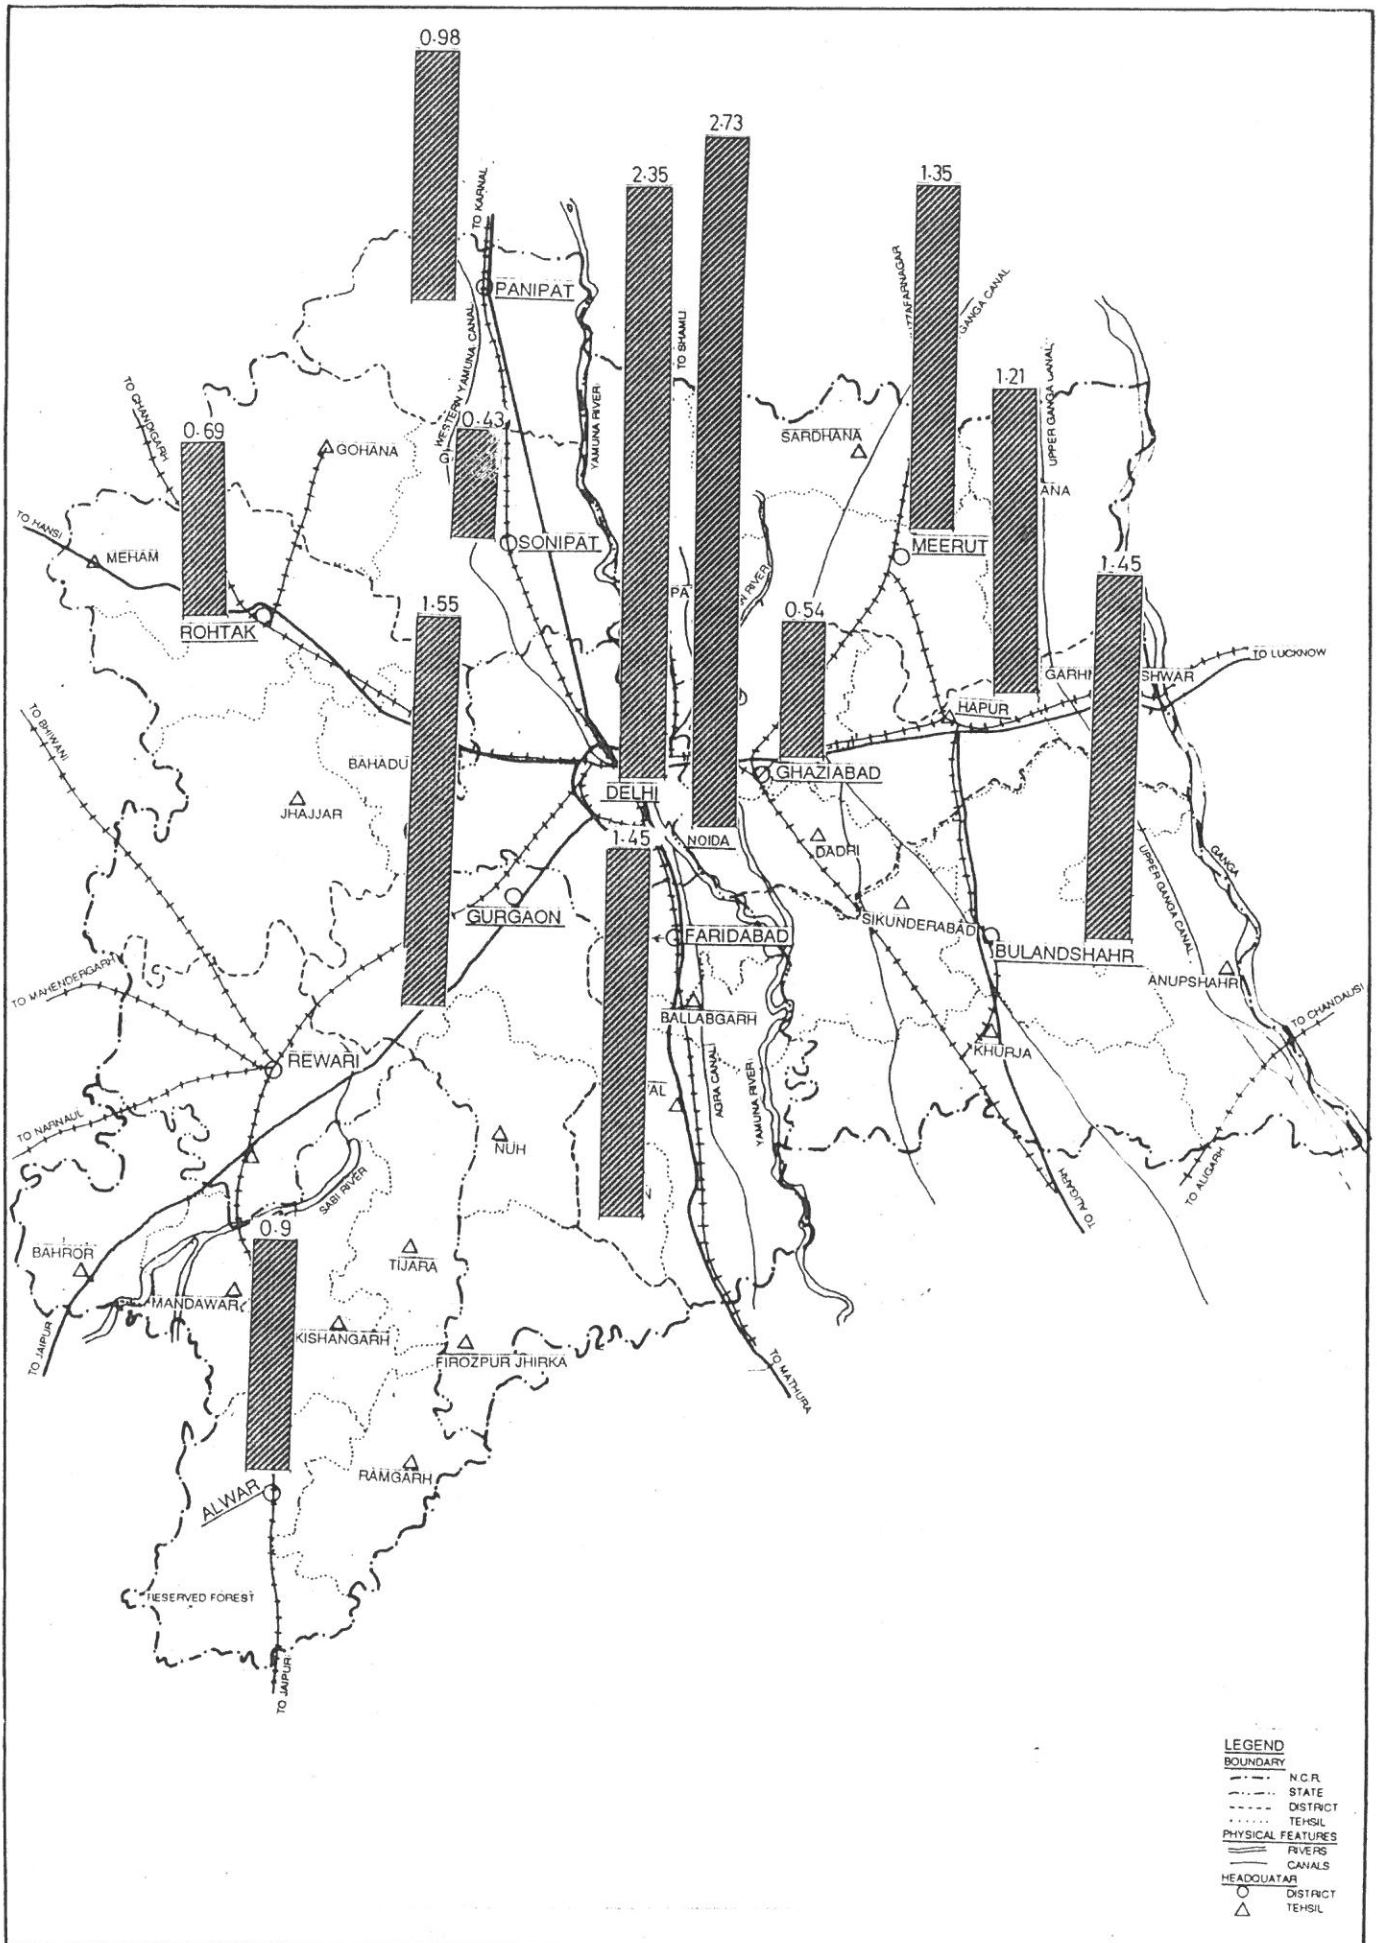 0.98
2.73
2.35
1.35
TO KARNAL
PANIPAT
TO SHAMLI
GANGA CANAL
WESTERN YAMUNA CANAL
YAMUNA RIVER
1.21
UPPER GANGA CANAL
TO CHANDIGARH
0.69
0.43
GOHANA
SARDHANA
ANA
TO HANSI
MEHAM
SONIPAT
MEERUT
1.45
PA
RIVER
0.54
1.55
ROHTAK
TO LUCKNOW
GARHM
SHWAR
HAPUR
TO BHIWANI
BAHADU
GHAZIABAD
DELHI
JHAJJAR
1.45
NOIDA
DADRI
UPPER GANGA CANAL
GANGA
GURGAON
SIKUNDERABAD
FARIDABAD
BULANDSHAHR
ANUPSHAHR
TO MAHENDERGARH
BALLABGARH
TO CHANDAUSI
REWARI
KHURJA
AL
AGRA CANAL
YAMUNA RIVER
TO NARNAUL
NUH
SABI RIVER
TO ALIGARH
TO ALIGARH
0.9
BAHROR
TIJARA
MANDAWAR
KISHANGARH
TO JAIPUR
FIROZPUR JHIRKA
TO MATHURA
RAMGARH
ALWAR
RESERVED FOREST
TO JAIPUR
LEGEND
BOUNDARY
N.C.R.
STATE
DISTRICT
TEHSIL
PHYSICAL FEATURES
RIVERS
CANALS
HEADQUATAR
DISTRICT
TEHSIL